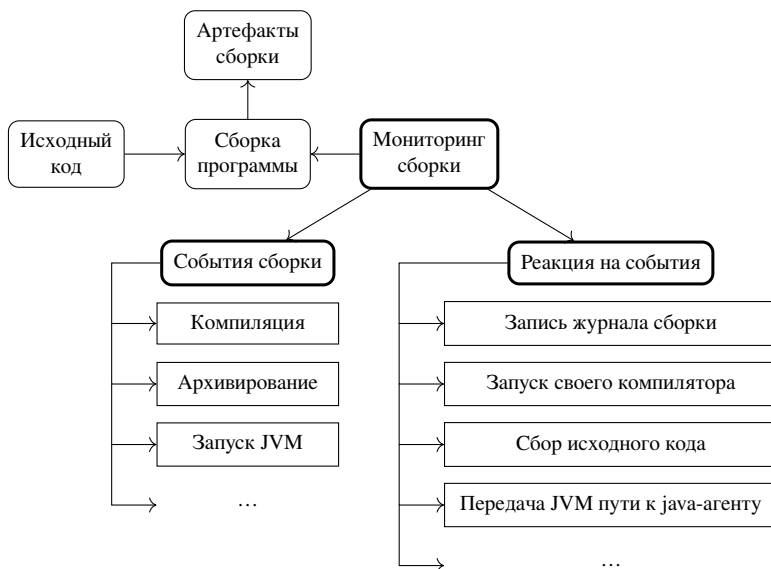 Артефакты
сборки
Исходный
код
Сборка
программы
Мониторинг
сборки
События сборки
Компиляция
Архивирование
Запуск JVM
...
Реакция на события
Запись журнала сборки
Запуск своего компилятора
Сбор исходного кода
Передача JVM пути к java-агенту
...